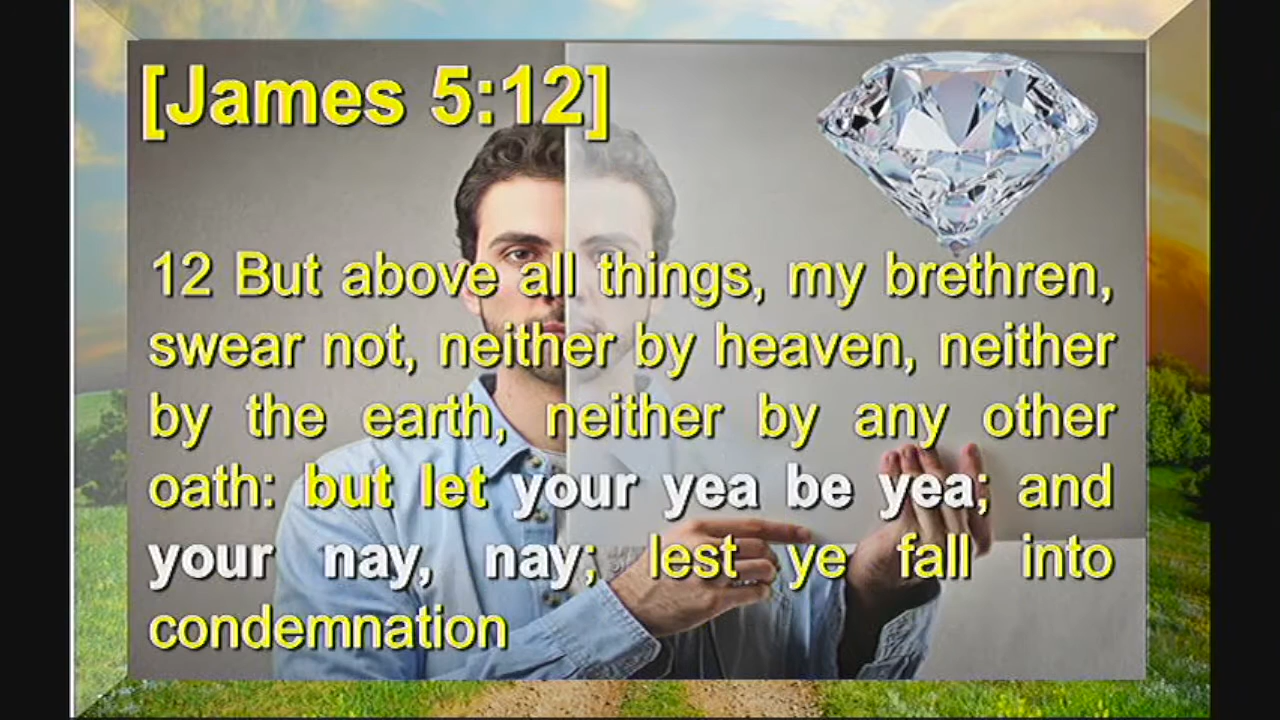 [James 5:12]
12 But above all things, my brethren,
swear not, neither by heaven, neither
by the earth, neither by any other
oath: but let your yea be yea; and
your nay, nay; lest ye fall into
condemnation